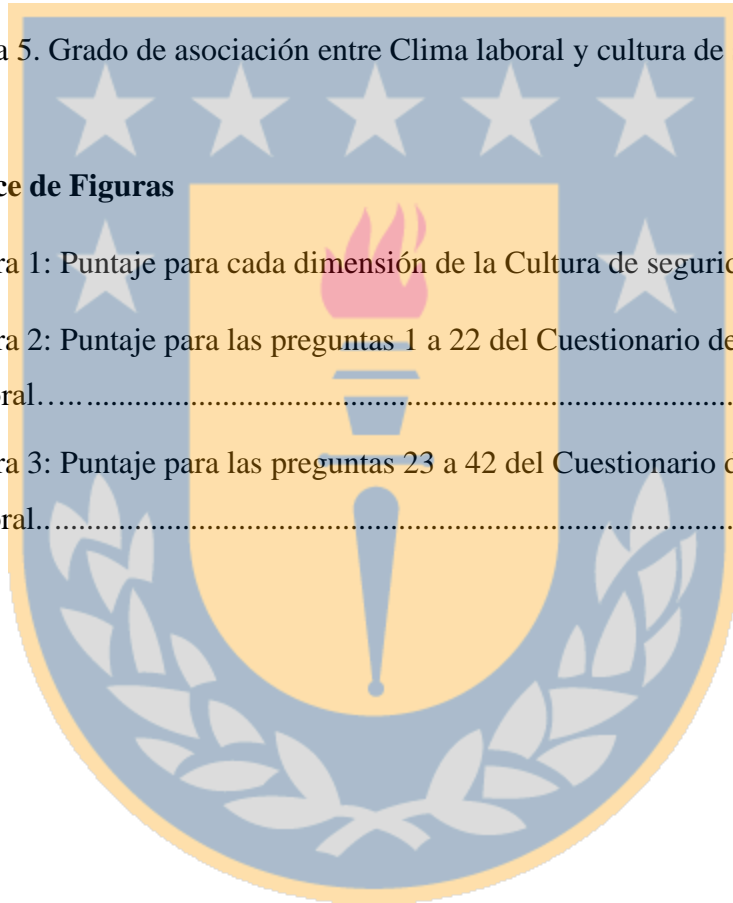 a 5. Grado de asociación entre Clima laboral y cultura de
ce de Figuras
ra 1: Puntaje para cada dimensión de la Cultura de segurid
ra 2: Puntaje para las preguntas 1 a 22 del Cuestionario de
oral…..........................................................................
ra 3: Puntaje para las preguntas 23 a 42 del Cuestionario d
oral.............................................................................